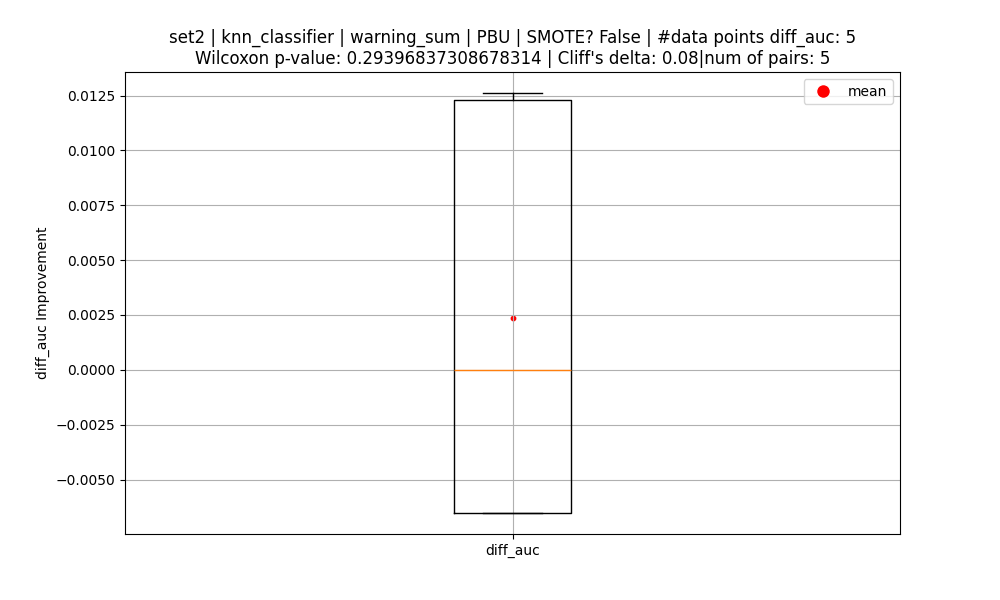 set2 | knn_classifier | warning_sum | PBU | SMOTE? False | #data points diff_auc: 5
Wilcoxon p-value: 0.29396837308678314 | Cliff's delta: 0.08|num of pairs: 5
mean
0.0125
0.0100
0.0075
0.0050
0.0025
0.0000
−0.0025
−0.0050
diff_auc Improvement
diff_auc